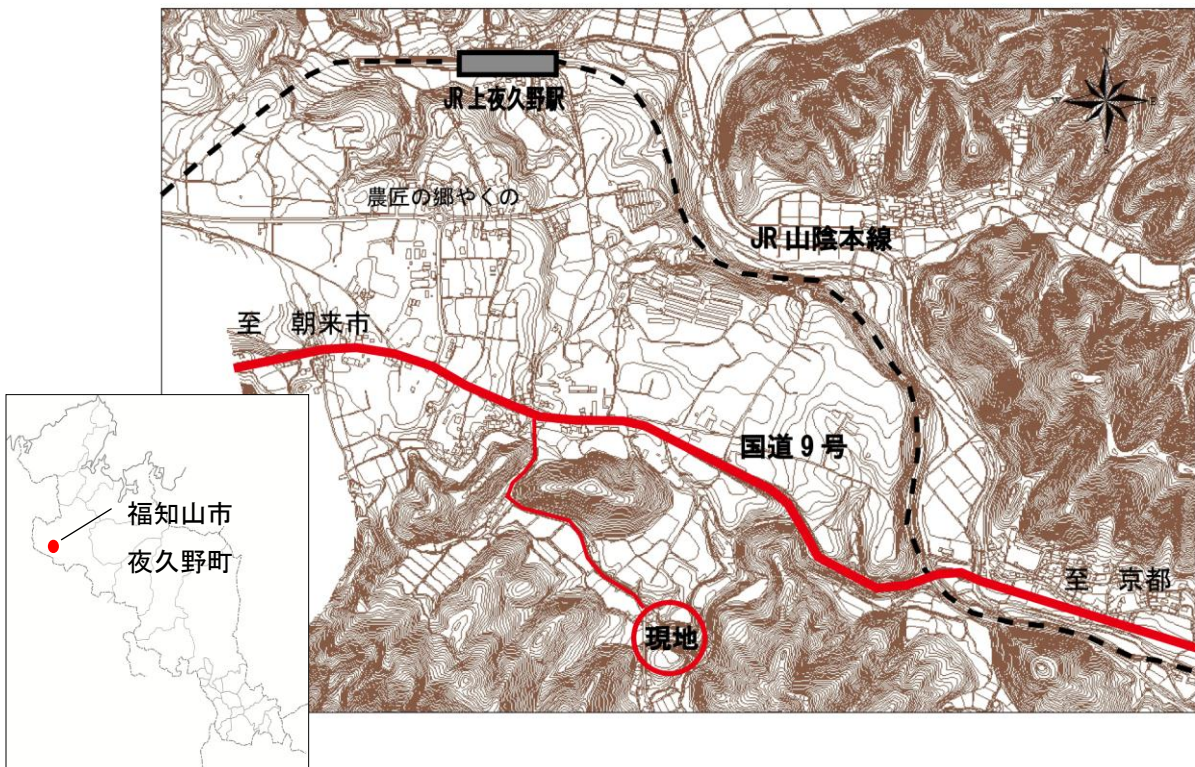 JR上夜久野駅
農匠の郷やくの
JR山陰本線
至 朝来市
国道9号
福知山市
夜久野町
至 京都
現地